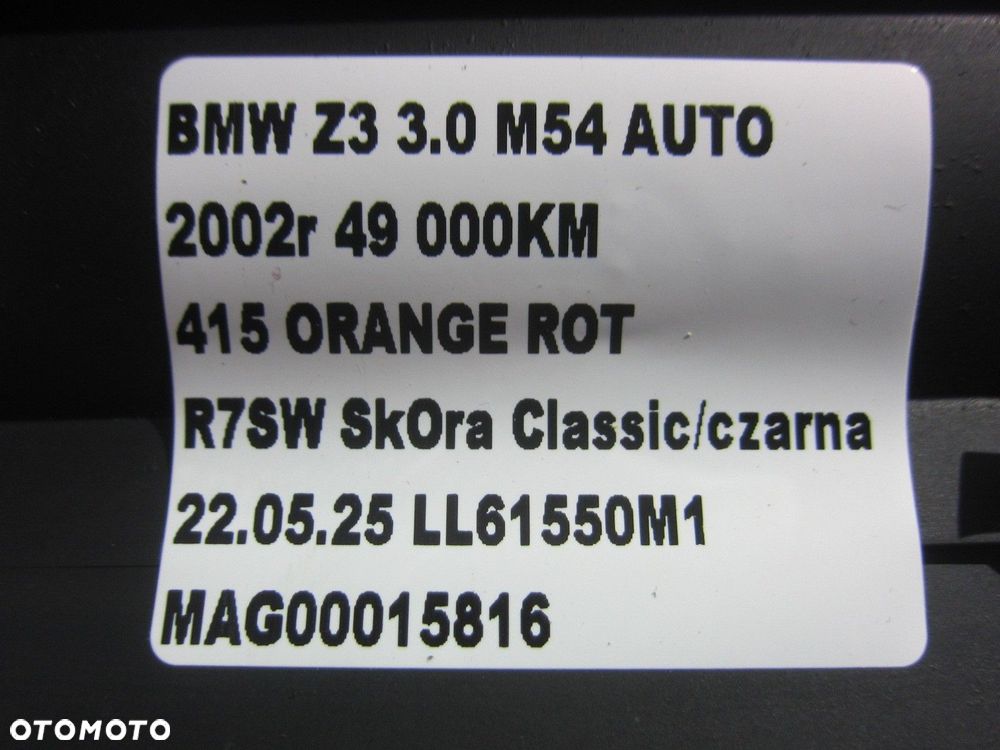 BMW Z3 3.0 M54 AUTO
2002r 49 000KM
415 ORANGE ROT
R7SW SkOra Classic/czarna
22.05.25 LL61550M1
MAG00015816
OTOMOTO